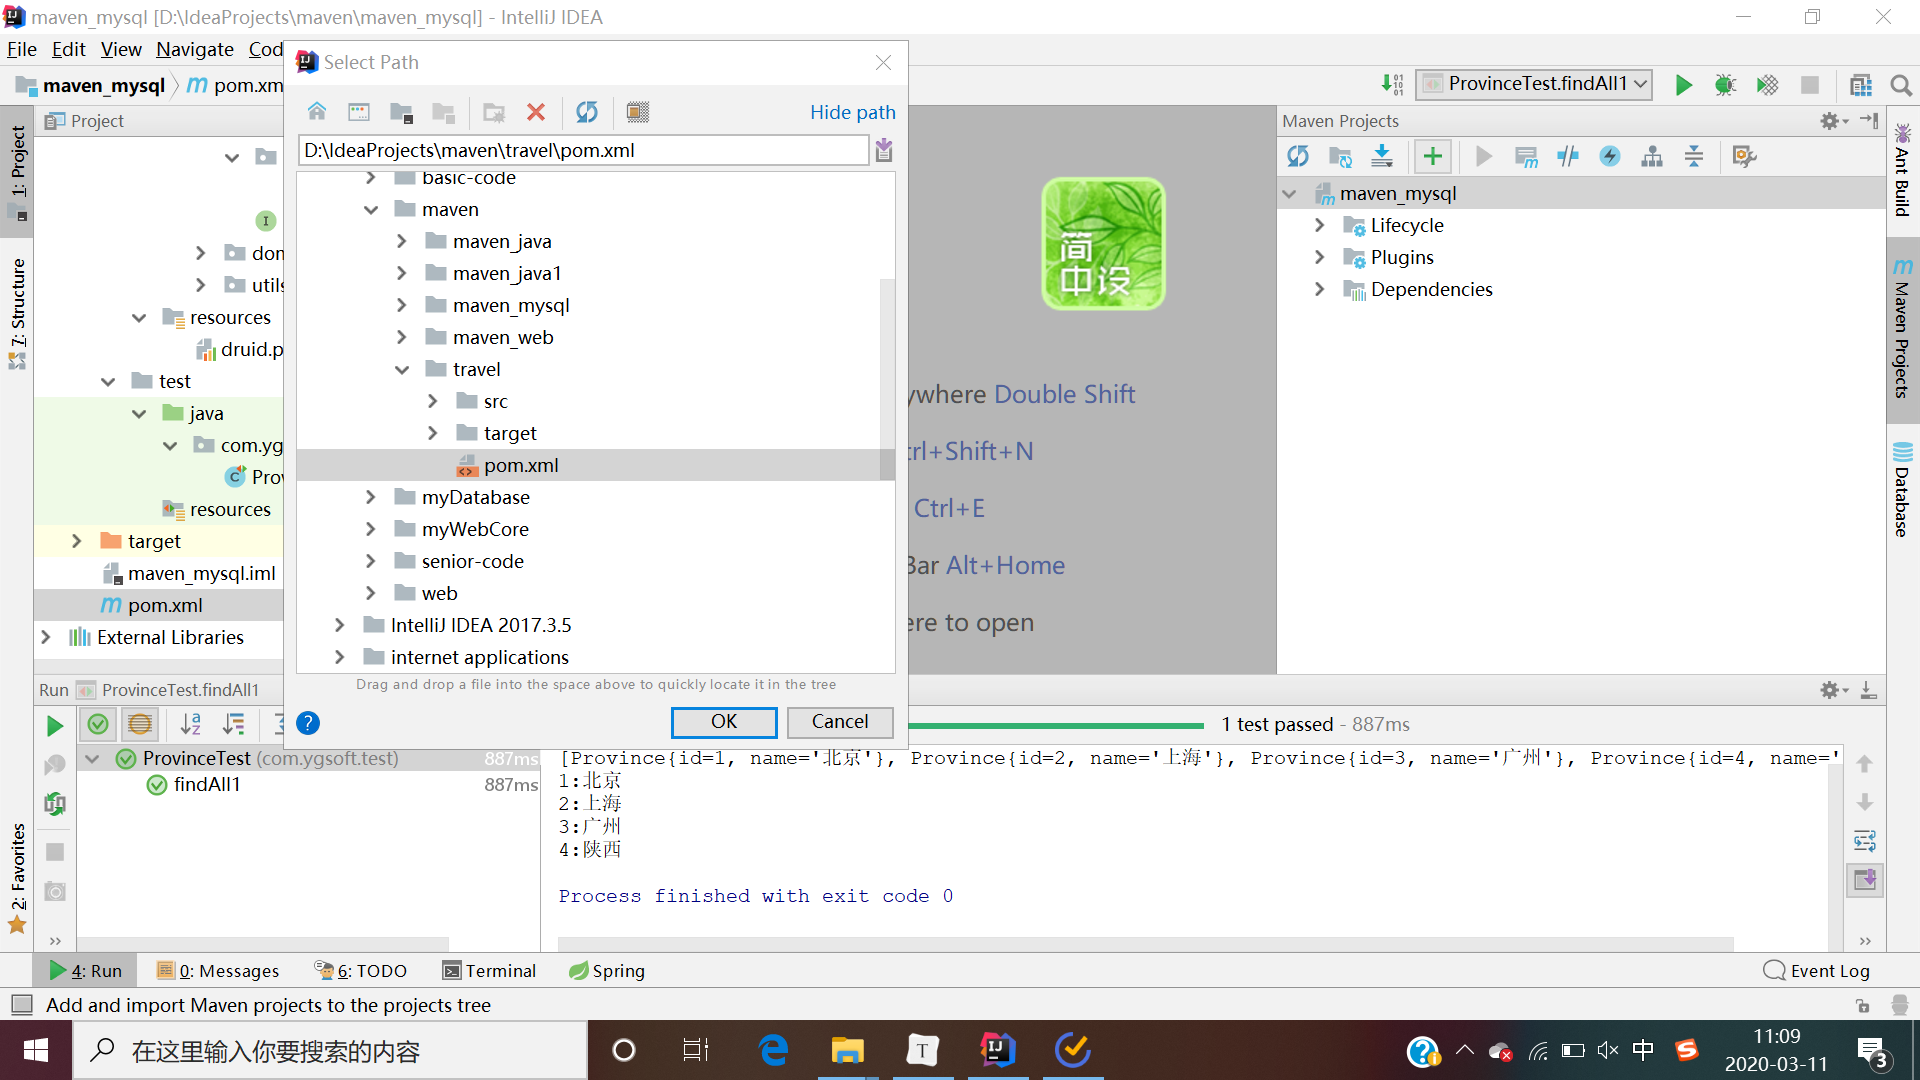 maven_mysql [D:\IdeaProjects\maven\maven_mysql] - IntelliJ IDEA
File Edit View Navigate Cod
maven_mysql pom.xm
ProvinceTest.findAll1
Select Path
Hide path
D:\IdeaProjects\maven\travel\pom.xml
basic-code
maven
maven_java
maven_java1
maven_mysql
maven_web
travel
src
target
pom.xml
myDatabase
myWebCore
senior-code
web
IntelliJ IDEA 2017.3.5
internet applications
Drag and drop a file into the space above to quickly locate it in the tree
OK
Cancel
1: Project
7: Structure
2: Favorites
Project
dom
utils
resources
druid.p
test
java
com.yg
Prov
resources
target
maven_mysql.iml
pom.xml
External Libraries
简
中设
ywhere Double Shift
trl+Shift+N
Ctrl+E
Bar Alt+Home
ere to open
Maven Projects
maven_mysql
Lifecycle
Plugins
Dependencies
Ant Build
Maven Projects
Database
Run ProvinceTest.findAll1
1 test passed - 887ms
ProvinceTest (com.ygsoft.test) 887ms
findAll1 887ms
[Province{id=1, name='北京'}, Province{id=2, name='上海'}, Province{id=3, name='广州'}, Province{id=4, name='
1:北京
2:上海
3:广州
4:陕西
Process finished with exit code 0
4: Run 0: Messages 6: TODO Terminal Spring
Event Log
Add and import Maven projects to the projects tree
在这里输入你要搜索的内容
中
11:09
2020-03-11
3